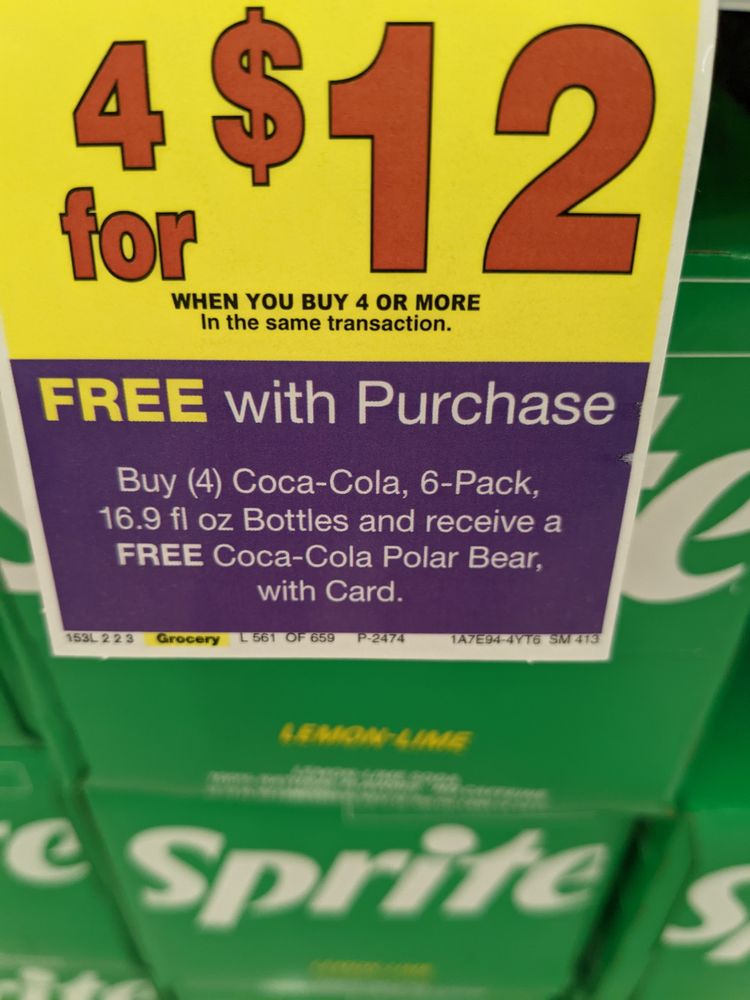 4 for $12
WHEN YOU BUY 4 OR MORE
In the same transaction.
FREE with Purchase
Buy (4) Coca-Cola, 6-Pack,
16.9 fl oz Bottles and receive a
FREE Coca-Cola Polar Bear,
with Card.
153L 2 2 3 Grocery L 561 OF 659 P-2474 1A7E94-4YT6 SM 413
LEMON-LIME
Sprite
LEMON-LIME